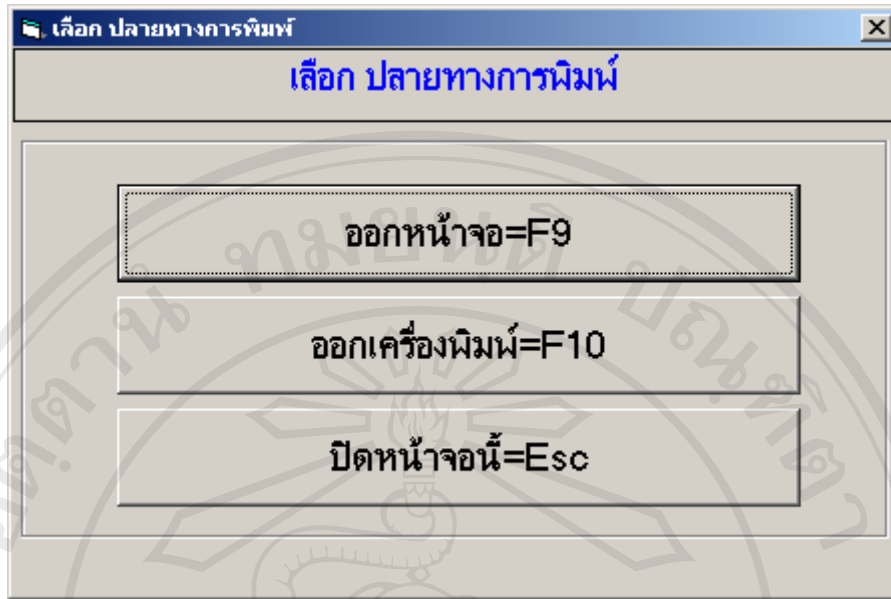 เลือก ปลายทางการพิมพ์
เลือก ปลายทางการพิมพ์
ออกหน้าจอ=F9
ออกเครื่องพิมพ์=F10
ปิดหน้าจอนี้=Esc